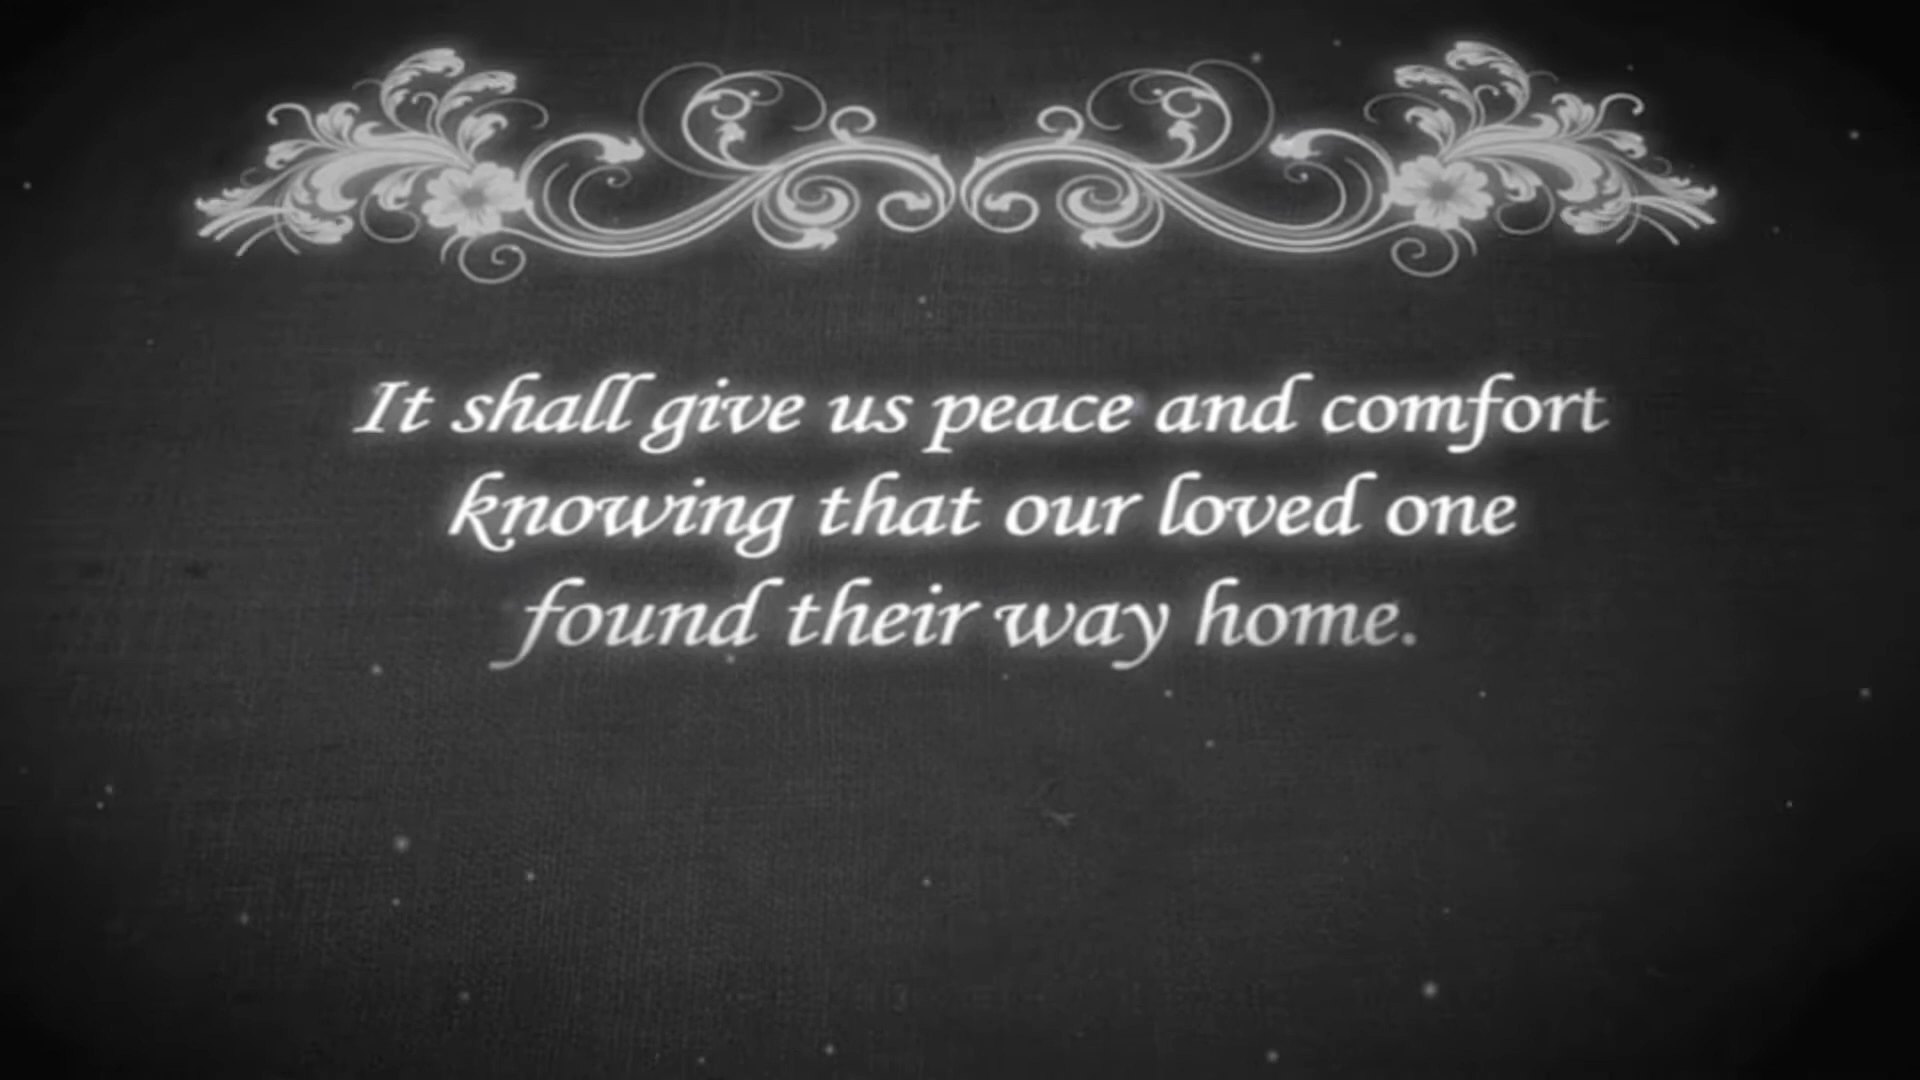 It shall give us peace and comfort
knowing that our loved one
found their way home.